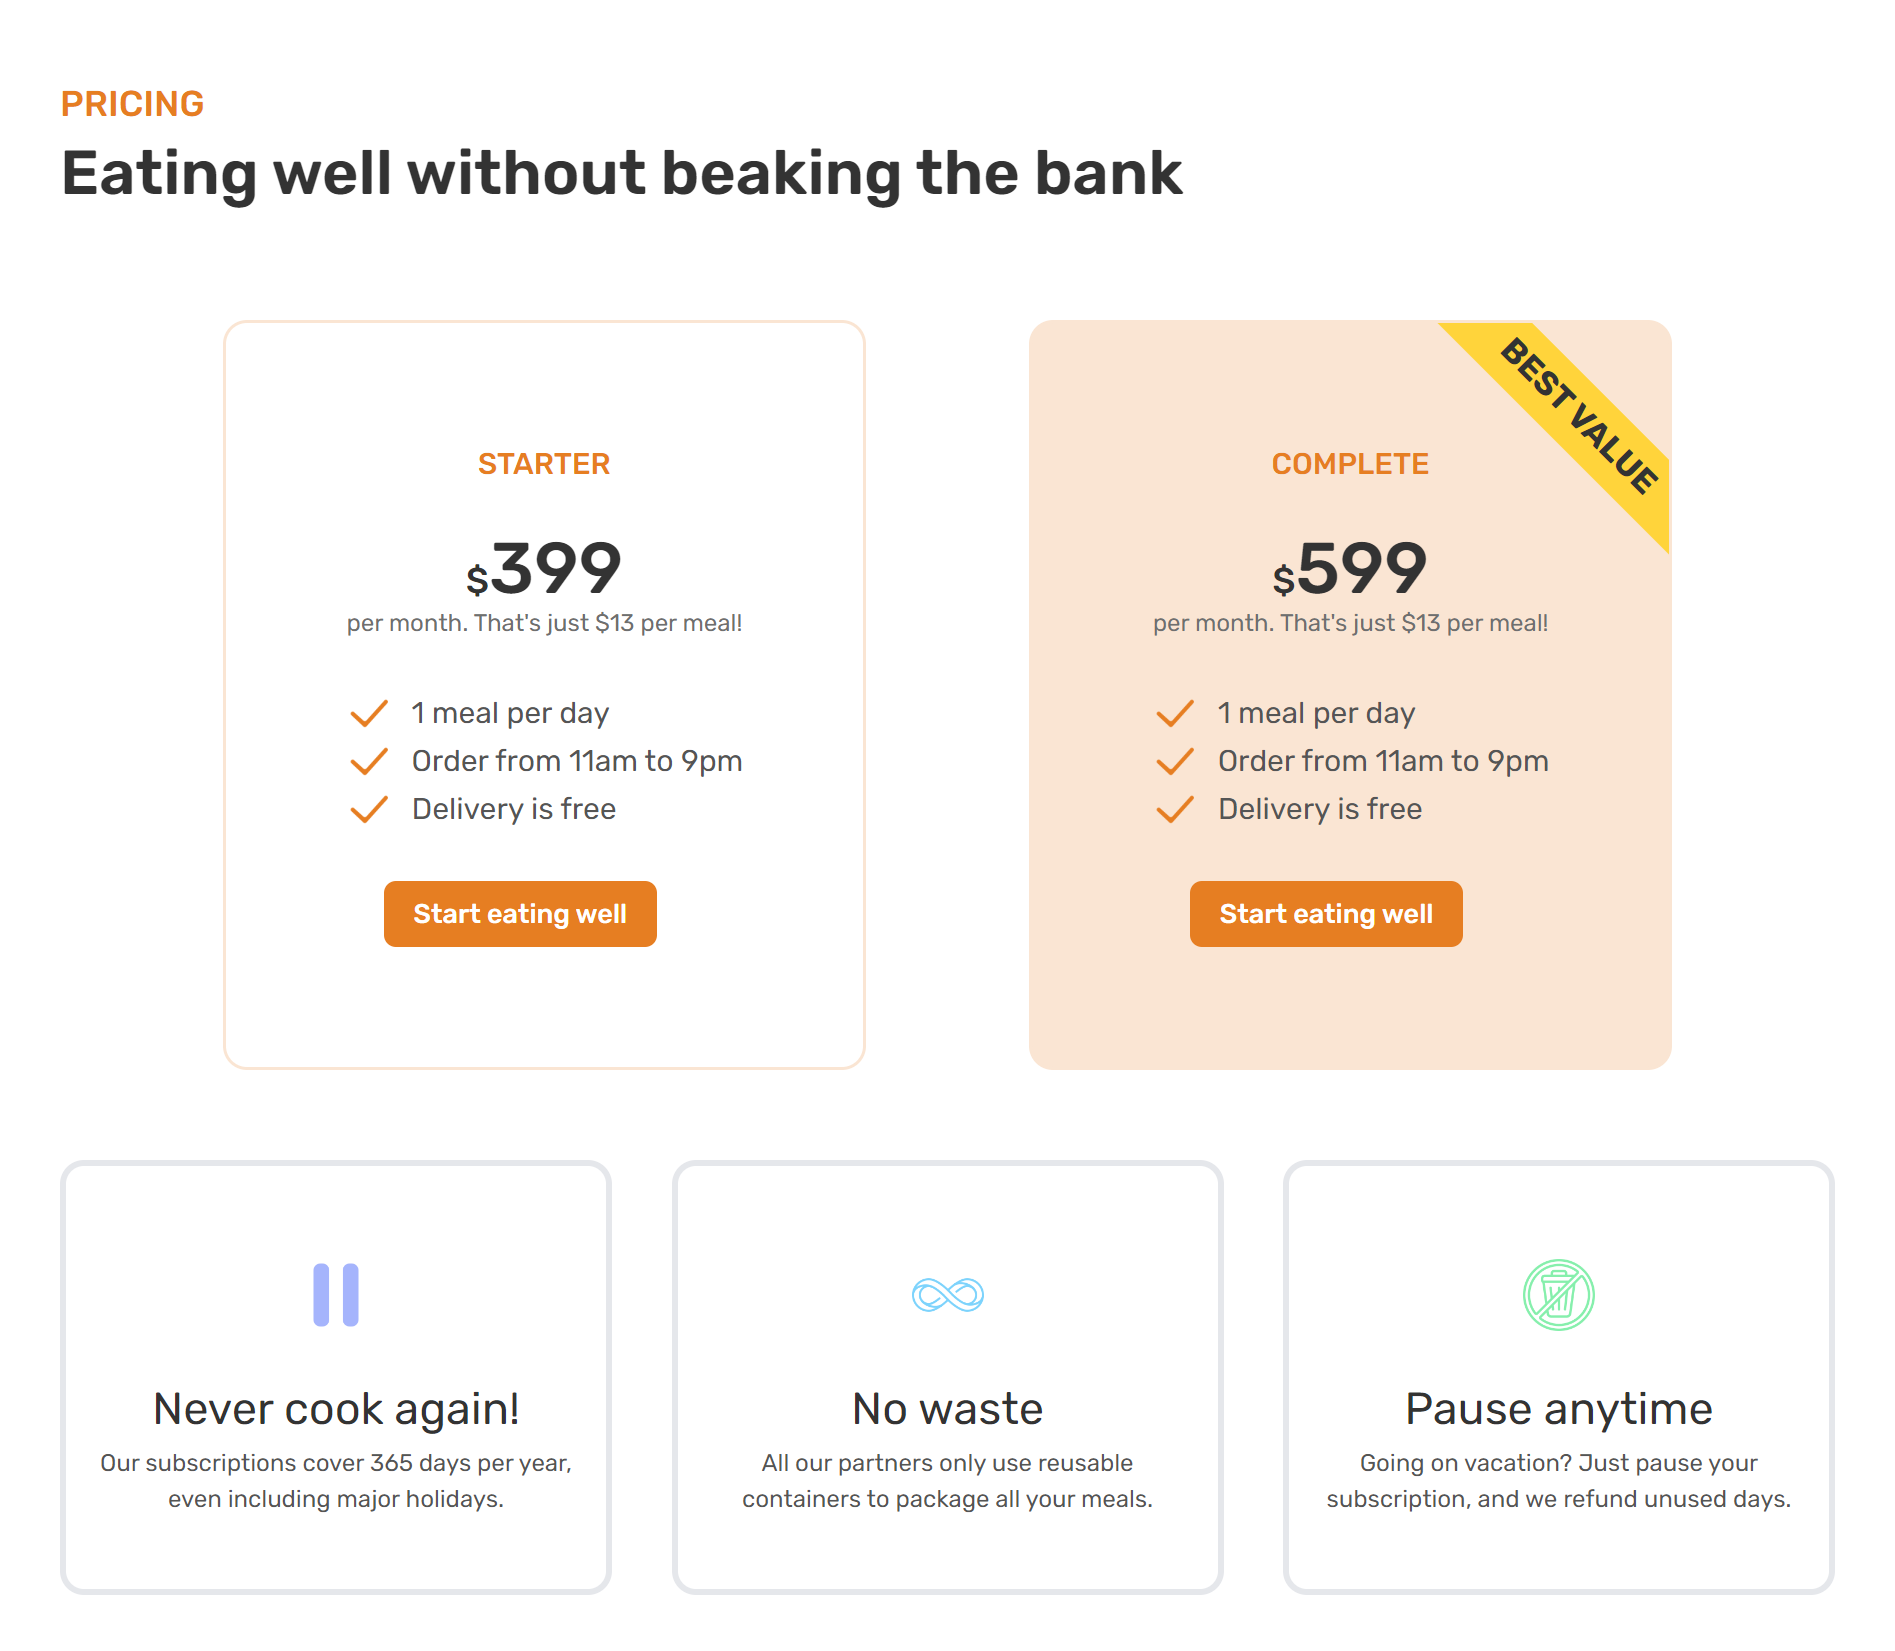 PRICING
Eating well without beaking the bank
STARTER
$399
per month. That's just $13 per meal!
1 meal per day
Order from 11am to 9pm
Delivery is free
Start eating well
BEST VALUE
COMPLETE
$599
per month. That's just $13 per meal!
1 meal per day
Order from 11am to 9pm
Delivery is free
Start eating well
Never cook again!
Our subscriptions cover 365 days per year,
even including major holidays.
No waste
All our partners only use reusable
containers to package all your meals.
Pause anytime
Going on vacation? Just pause your
subscription, and we refund unused days.